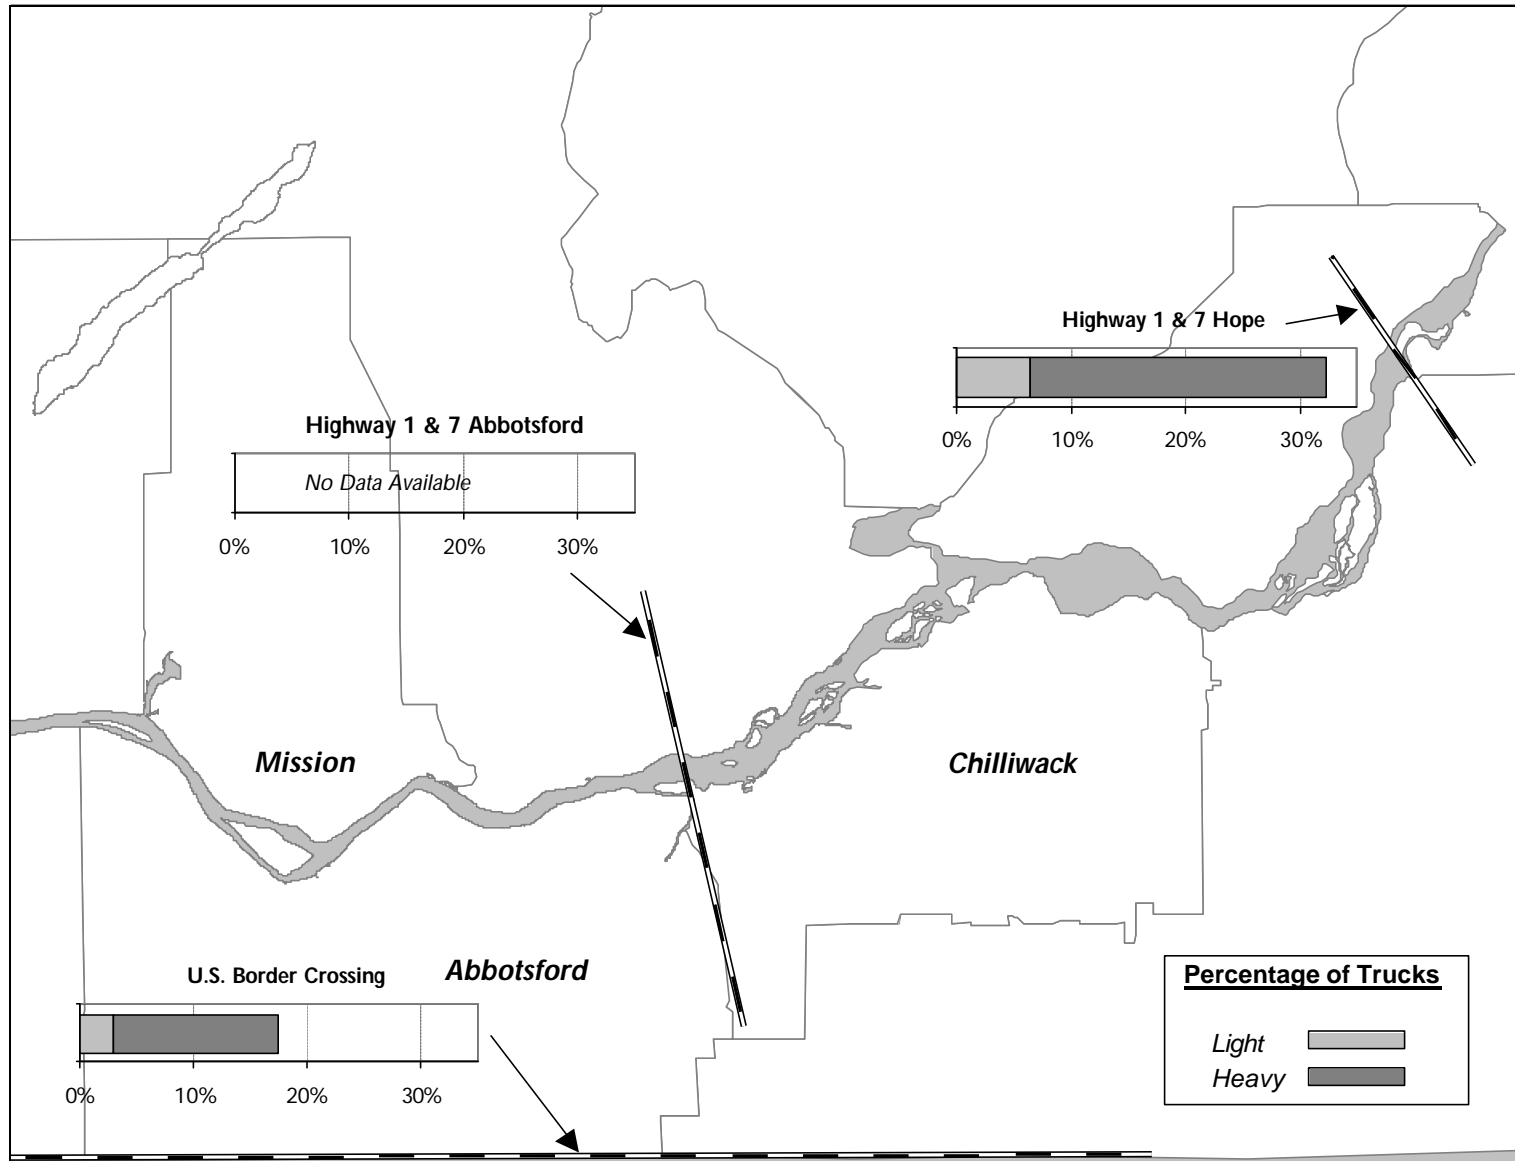 Highway 1 & 7 Hope
0% 10% 20% 30%
Highway 1 & 7 Abbotsford
No Data Available
0% 10% 20% 30%
Mission
Chilliwack
Abbotsford
U.S. Border Crossing
0% 10% 20% 30%
Percentage of Trucks
Light
Heavy